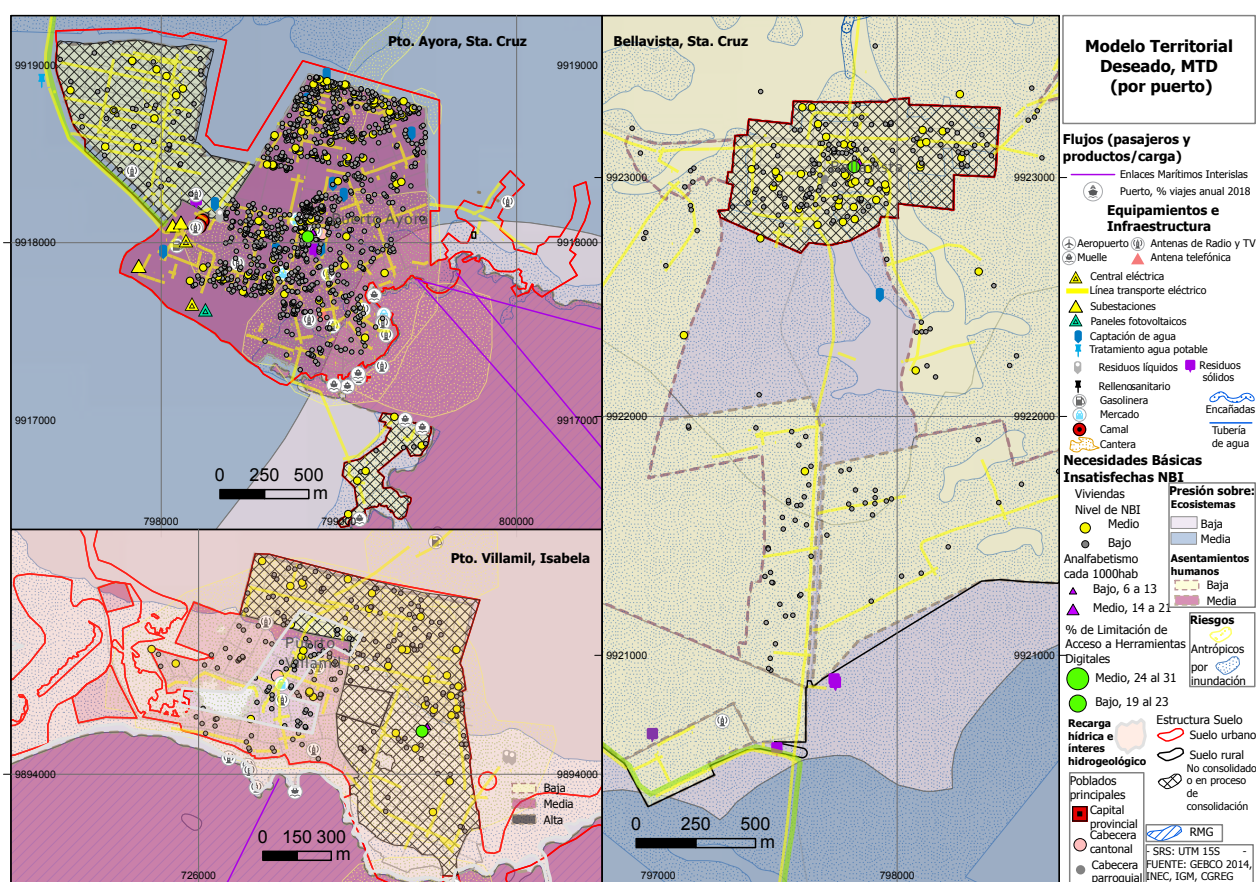 Pto. Ayora, Sta. Cruz
9919000
9919000
Puerto Ayora
9918000
9918000
9917000
9917000
0 250 500
m
798000
799000
800000
Pto. Villamil, Isabela
Puerto
Villamil
9894000
9894000
Baja
Media
Alta
0 150 300
m
726000
Bellavista, Sta. Cruz
9923000
9923000
9922000
9922000
9921000
9921000
0 250 500
m
797000
798000
Modelo Territorial
Deseado, MTD
(por puerto)
Flujos (pasajeros y
productos/carga)
Enlaces Marítimos Interislas
Puerto, % viajes anual 2018
Equipamientos e
Infraestructura
Aeropuerto
Antenas de Radio y TV
Muelle
Antena telefónica
Central eléctrica
Línea transporte eléctrico
Subestaciones
Paneles fotovoltaicos
Captación de agua
Tratamiento agua potable
Residuos líquidos
Residuos
sólidos
Rellenosanitario
Gasolinera
Mercado
Encañadas
Canal
Tubería
de agua
Cantera
Necesidades Básicas
Insatisfechas NBI
Viviendas
Nivel de NBI
Medio
Bajo
Analfabetismo
cada 1000hab
Bajo, 6 a 13
Medio, 14 a 21
Presión sobre:
Ecosistemas
Baja
Media
Asentamientos
humanos
Baja
Media
% de Limitación de
Acceso a Herramientas
Digitales
Medio, 24 al 31
Bajo, 19 al 23
Riesgos
Antrópicos
por
inundación
Recarga
hídrica e
ínteres
hidrogeológico
Estructura Suelo
Suelo urbano
Suelo rural
No consolidado
o en proceso
de
consolidación
Poblados
principales
Capital
provincial
Cabecera
cantonal
Cabecera
parroquial
RMG
- SRS: UTM 15S -
FUENTE: GEBCO 2014,
INEC, IGM, CGREG